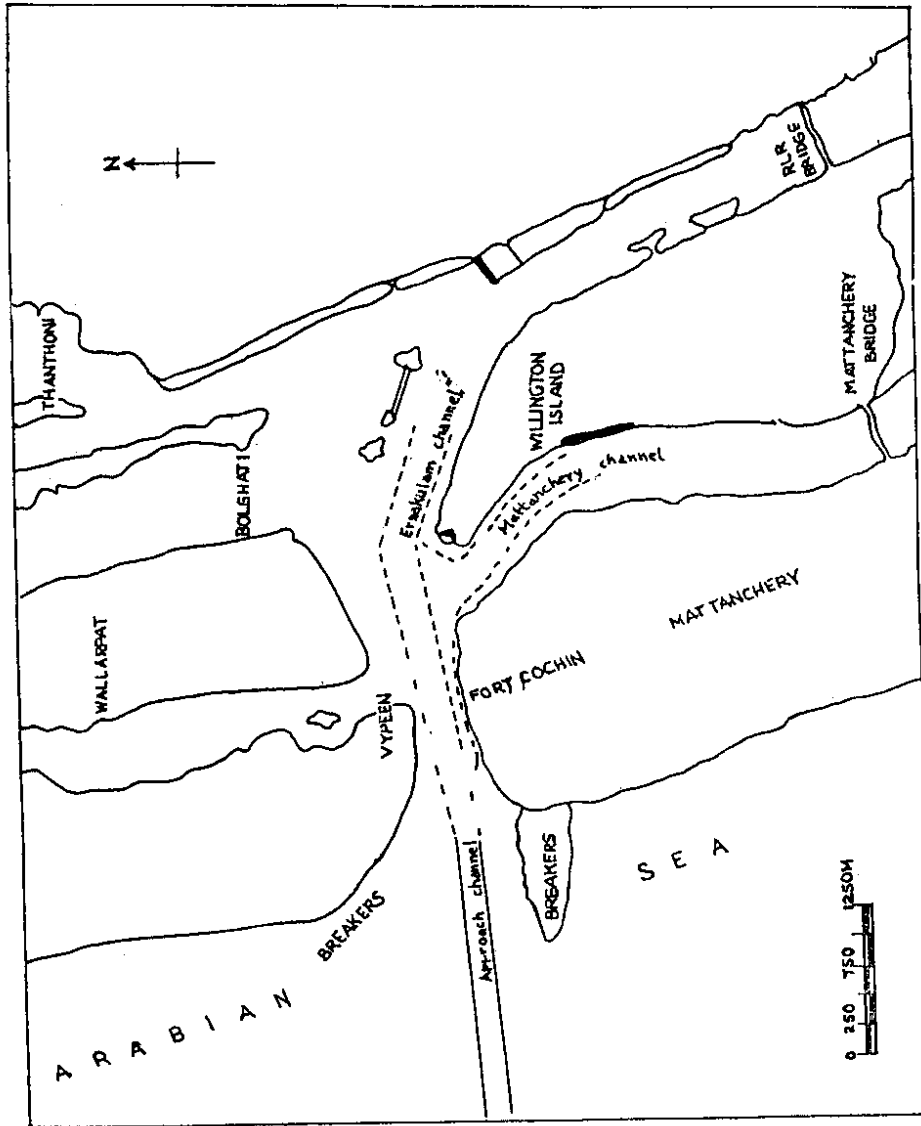 N
THANTHONI
BOLGHATI
WALLARPAT
VYPEEN
BREAKERS
ARABIAN
SEA
Approach channel
BREAKERS
FORT COCHIN
MATTANCHERY
Ernakulam channel
Mattanchery channel
WILLINGTON
ISLAND
MATTANCHERY
BRIDGE
RLR
BRIDGE
0 250 750 1250M